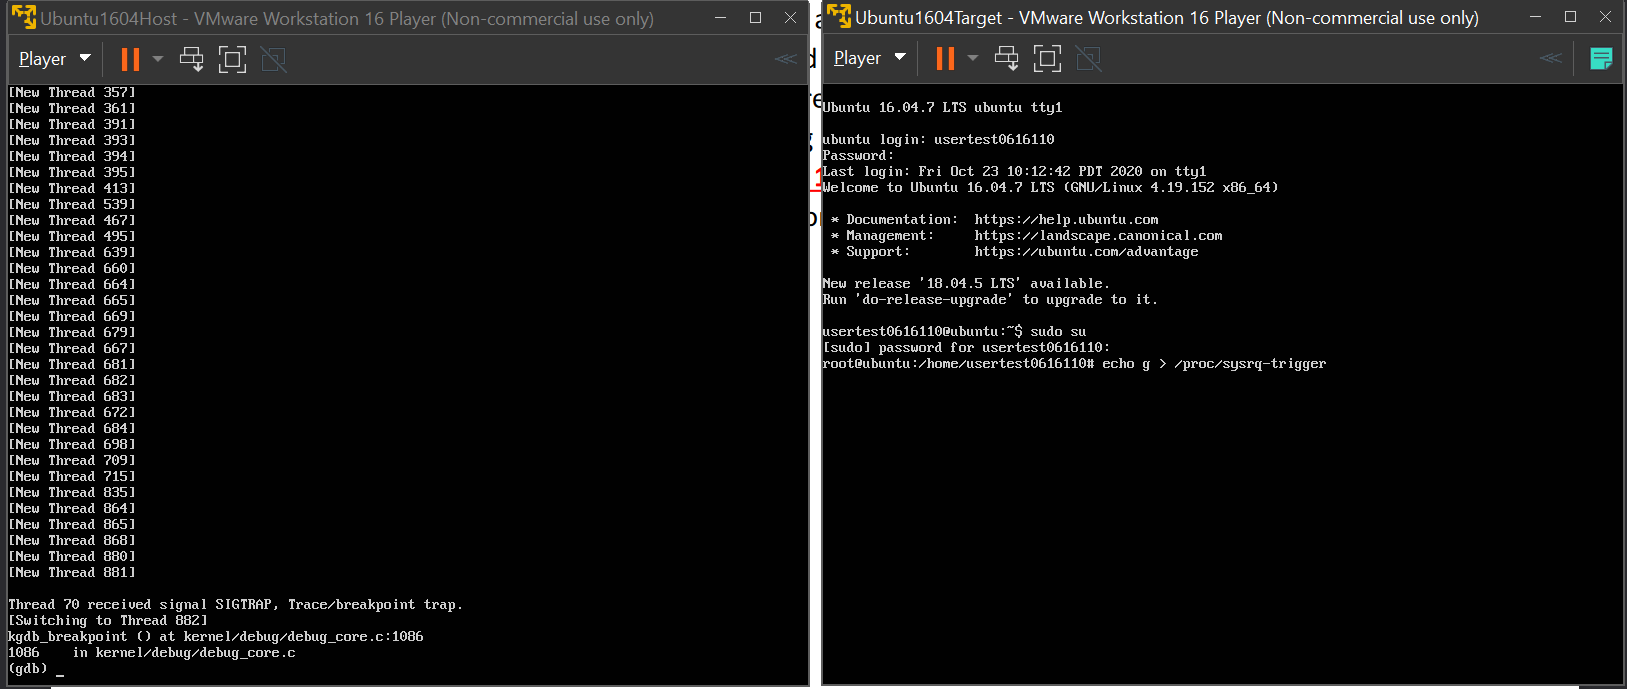 Ubuntu1604Host - VMware Workstation 16 Player (Non-commercial use only)
Player
[New Thread 357]
[New Thread 361]
[New Thread 391]
[New Thread 393]
[New Thread 394]
[New Thread 395]
[New Thread 413]
[New Thread 539]
[New Thread 467]
[New Thread 495]
[New Thread 639]
[New Thread 660]
[New Thread 664]
[New Thread 665]
[New Thread 669]
[New Thread 679]
[New Thread 667]
[New Thread 681]
[New Thread 682]
[New Thread 683]
[New Thread 672]
[New Thread 684]
[New Thread 698]
[New Thread 709]
[New Thread 715]
[New Thread 835]
[New Thread 864]
[New Thread 865]
[New Thread 868]
[New Thread 880]
[New Thread 881]
Thread 70 received signal SIGTRAP, Trace/breakpoint trap.
[Switching to Thread 882]
kgdb_breakpoint () at kernel/debug/debug_core.c:1086
1086    in kernel/debug/debug_core.c
(gdb) _
Ubuntu1604Target - VMware Workstation 16 Player (Non-commercial use only)
Player
Ubuntu 16.04.7 LTS ubuntu tty1
ubuntu login: usertest0616110
Password:
Last login: Fri Oct 23 10:12:42 PDT 2020 on tty1
Welcome to Ubuntu 16.04.7 LTS (GNU/Linux 4.19.152 x86_64)
* Documentation:  https://help.ubuntu.com
* Management:     https://landscape.canonical.com
* Support:        https://ubuntu.com/advantage
New release '18.04.5 LTS' available.
Run 'do-release-upgrade' to upgrade to it.
usertest0616110@ubuntu:~$ sudo su
[sudo] password for usertest0616110:
root@ubuntu:/home/usertest0616110# echo g > /proc/sysrq-trigger